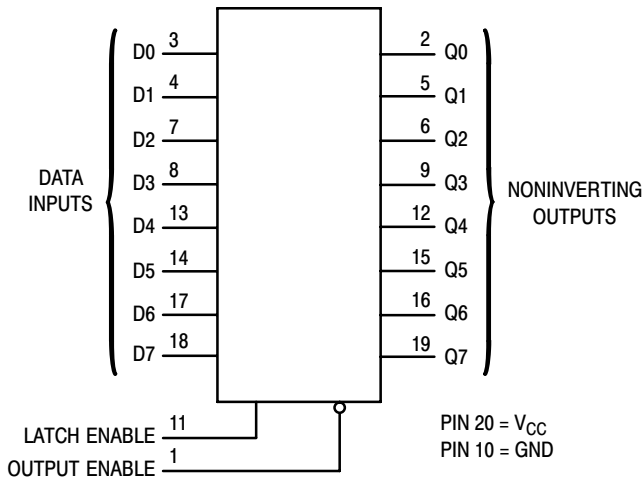 D0 3 2 Q0
D1 4 5 Q1
D2 7 6 Q2
D3 8 9 Q3
D4 13 12 Q4
D5 14 15 Q5
D6 17 16 Q6
D7 18 19 Q7
DATA
INPUTS
NONINVERTING
OUTPUTS
LATCH ENABLE 11
OUTPUT ENABLE 1
PIN 20 = VCC
PIN 10 = GND